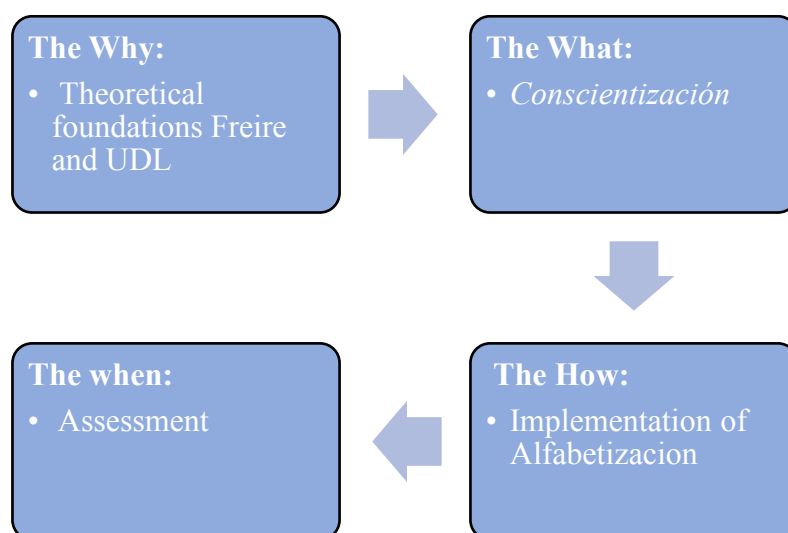 The Why:
• Theoretical
foundations Freire
and UDL
The What:
• Conscientización
The How:
• Implementation of
Alfabetizacion
The when:
• Assessment